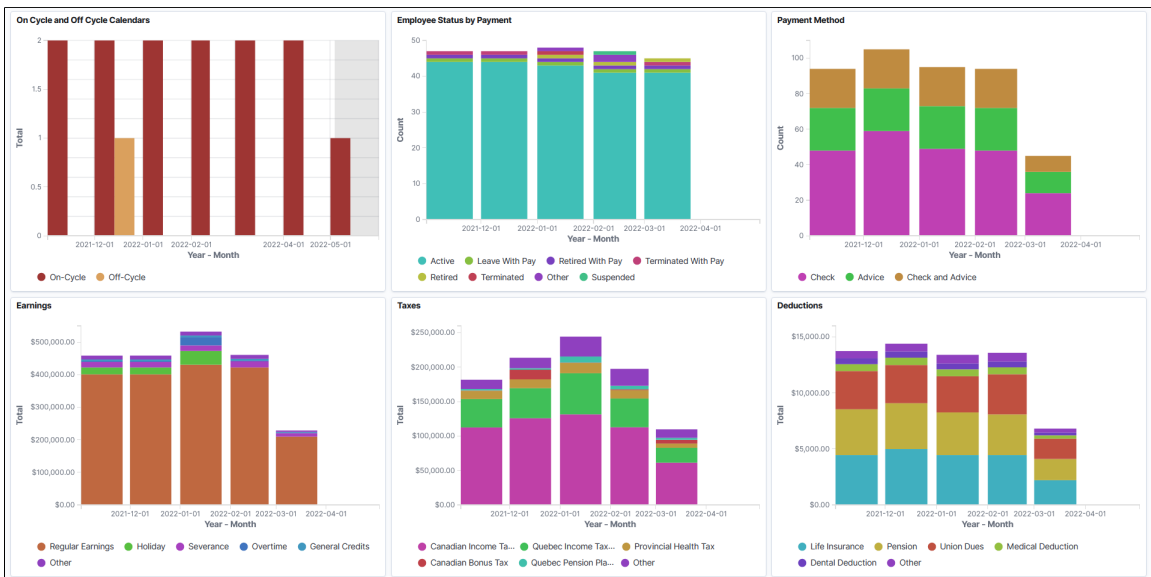 On Cycle and Off Cycle Calendars
2
1.5
1
0.5
0
Total
2021-12-01 2022-01-01 2022-02-01 2022-04-01 2022-05-01
Year - Month
On-Cycle Off-Cycle
Employee Status by Payment
50
40
30
20
10
0
Count
2021-12-01 2022-01-01 2022-02-01 2022-03-01 2022-04-01
Year - Month
Active Leave With Pay Retired With Pay Terminated With Pay
Retired Terminated Other Suspended
Payment Method
100
80
60
40
20
0
Count
2021-12-01 2022-01-01 2022-02-01 2022-03-01 2022-04-01
Year - Month
Check Advice Check and Advice
Earnings
$500,000.00
$400,000.00
$300,000.00
$200,000.00
$100,000.00
$0.00
Total
2021-12-01 2022-01-01 2022-02-01 2022-03-01 2022-04-01
Year - Month
Regular Earnings Holiday Severance Overtime General Credits
Other
Taxes
$250,000.00
$200,000.00
$150,000.00
$100,000.00
$50,000.00
$0.00
Total
2021-12-01 2022-01-01 2022-02-01 2022-03-01 2022-04-01
Year - Month
Canadian Income Ta... Quebec Income Tax... Provincial Health Tax
Canadian Bonus Tax Quebec Pension Pla... Other
Deductions
$15,000.00
$10,000.00
$5,000.00
$0.00
Total
2021-12-01 2022-01-01 2022-02-01 2022-03-01 2022-04-01
Year - Month
Life Insurance Pension Union Dues Medical Deduction
Dental Deduction Other